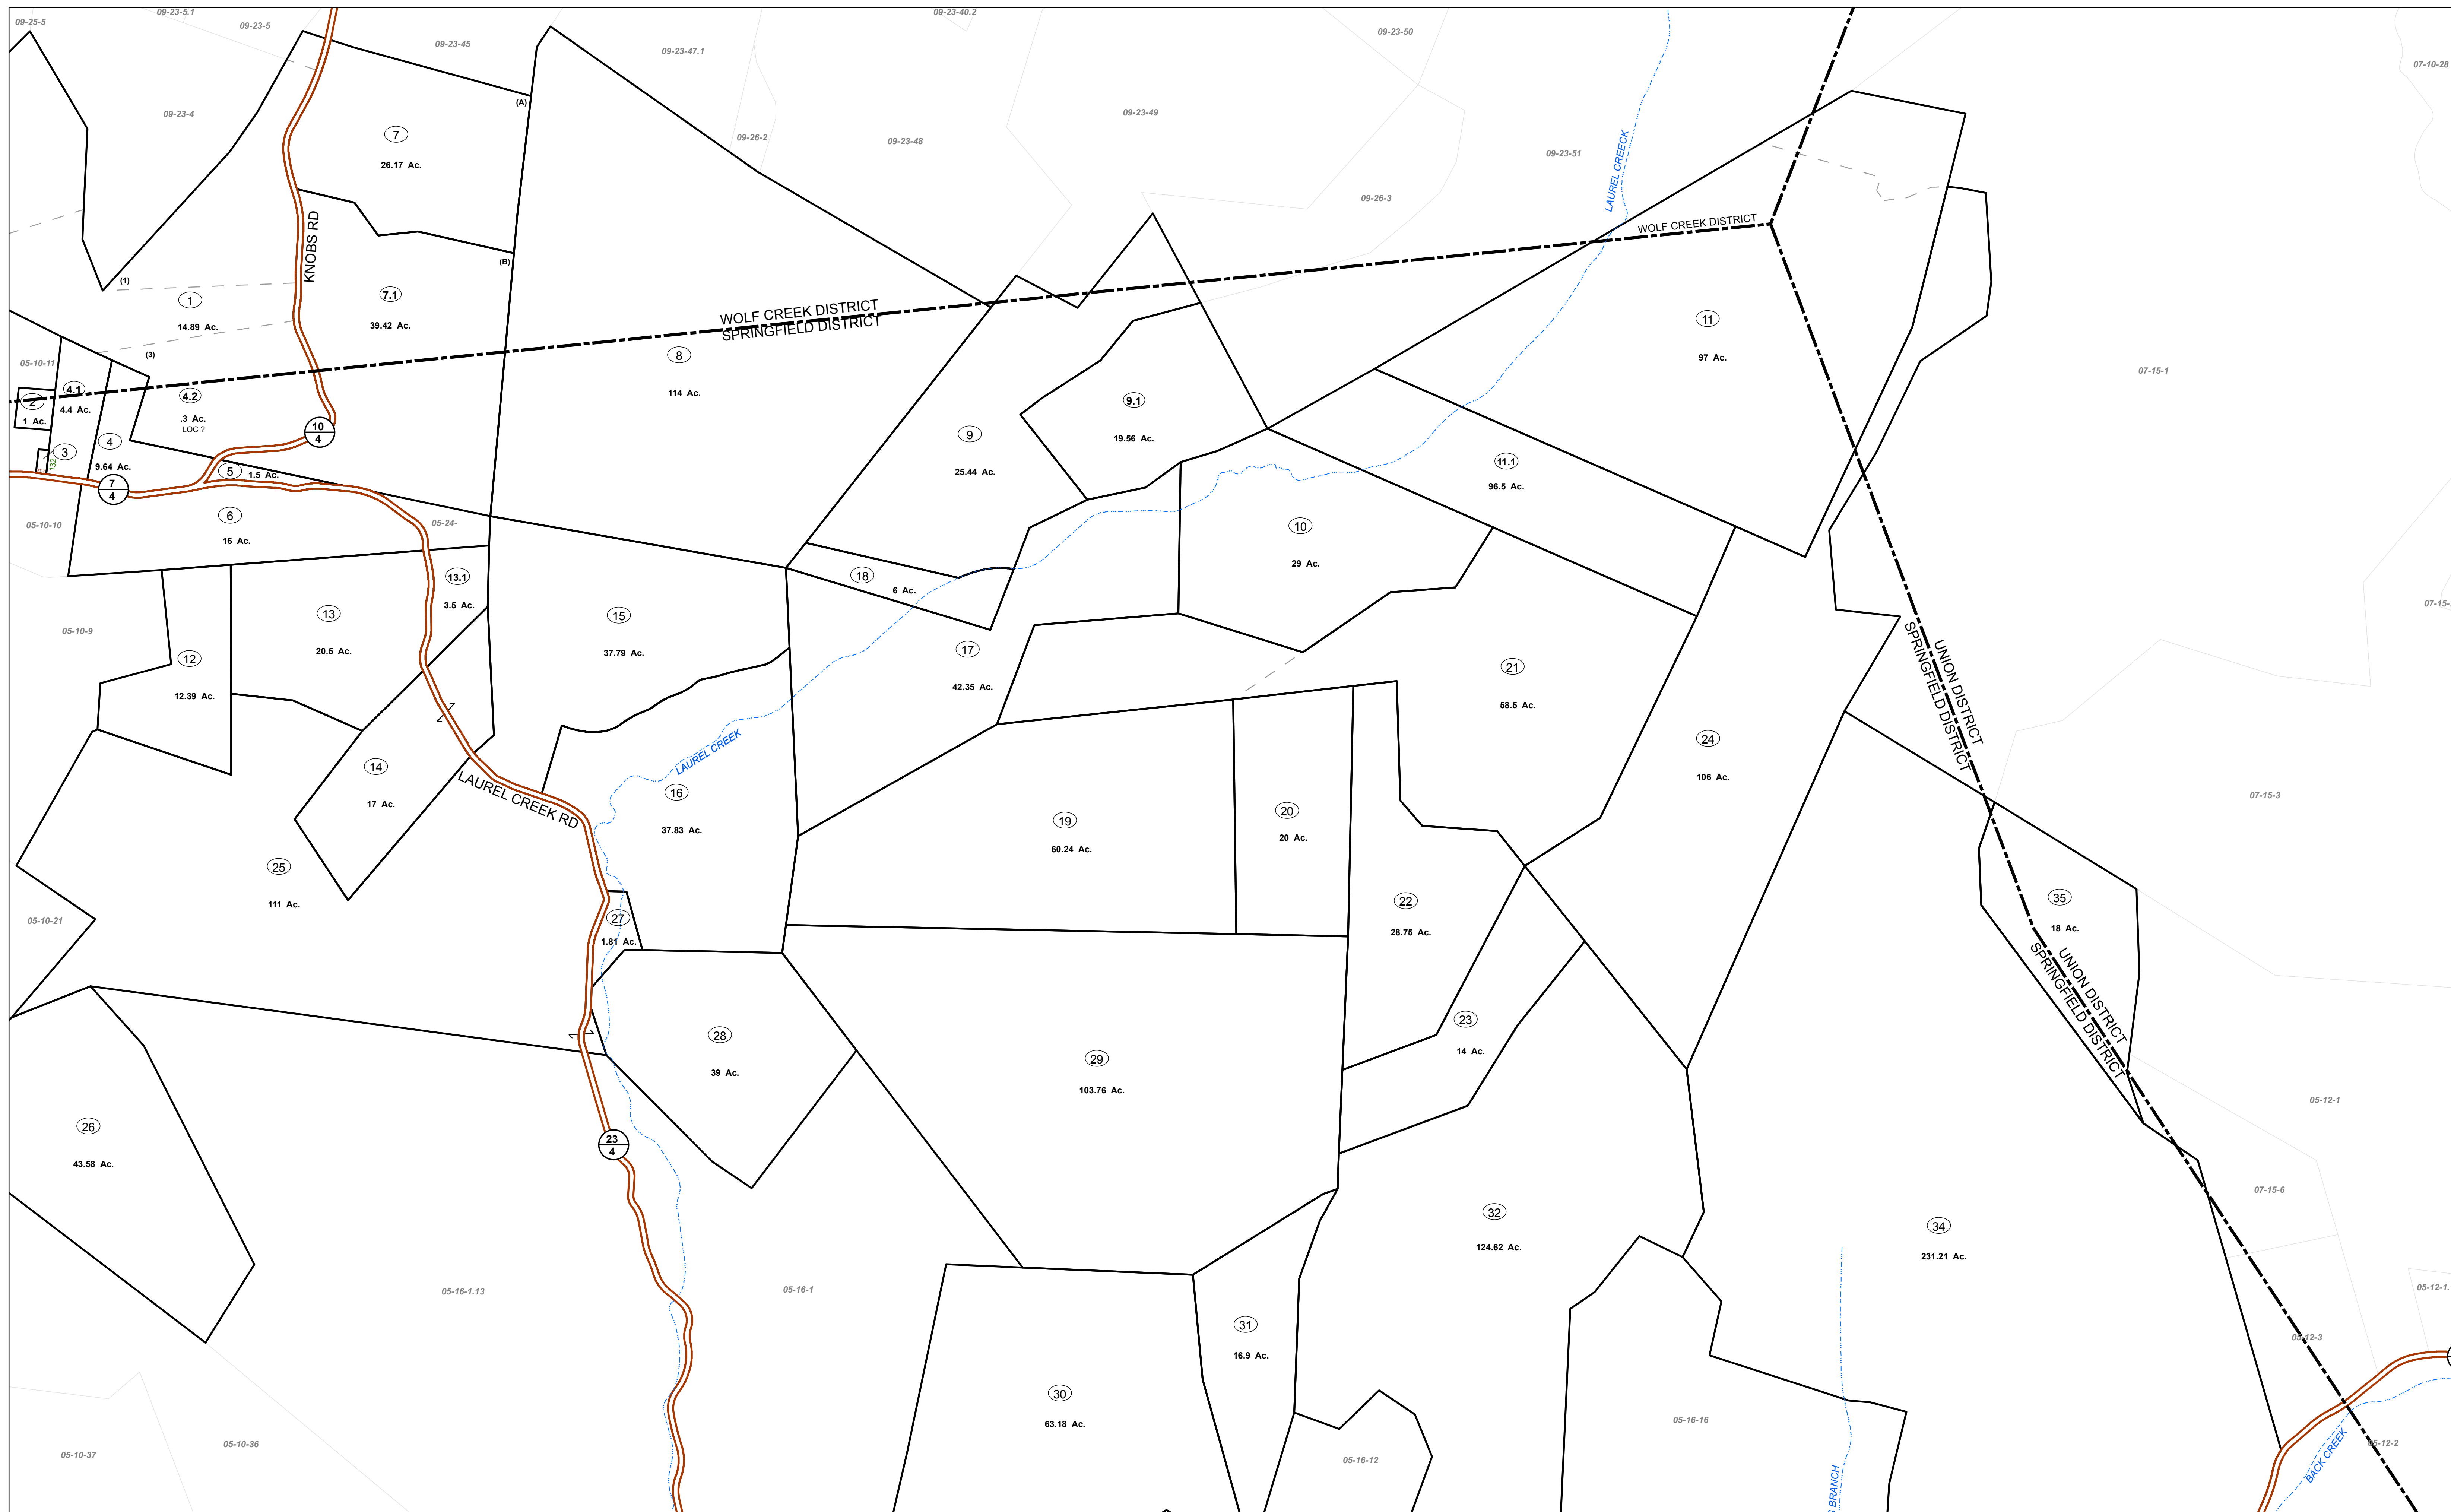 09-25-5
09-23-5.1
09-23-5
09-23-45
09-23-47.1
09-23-40.2
09-23-50
07-10-28
09-23-4
7
26.17 Ac.
(A)
09-26-2
09-23-48
09-23-49
09-23-51
LAUREL CREECK
09-26-3
KNOBS RD
(B)
(1)
1
14.89 Ac.
7.1
39.42 Ac.
(3)
WOLF CREEK DISTRICT
SPRINGFIELD DISTRICT
WOLF CREEK DISTRICT
11
97 Ac.
07-15-1
05-10-11
4.1
4.4 Ac.
2
1 Ac.
4.2
.3 Ac.
LOC ?
8
114 Ac.
9.1
19.56 Ac.
10
4
3
132
4
9.64 Ac.
5
1.5 Ac.
9
25.44 Ac.
11.1
96.5 Ac.
7
4
6
16 Ac.
05-10-10
05-24-
10
29 Ac.
13.1
3.5 Ac.
18
6 Ac.
05-10-9
13
20.5 Ac.
15
37.79 Ac.
12
12.39 Ac.
17
42.35 Ac.
21
58.5 Ac.
UNION DISTRICT
SPRINGFIELD DISTRICT
LAUREL CREEK
14
17 Ac.
LAUREL CREEK RD
16
37.83 Ac.
19
60.24 Ac.
20
20 Ac.
24
106 Ac.
07-15-3
25
111 Ac.
05-10-21
27
1.81 Ac.
22
28.75 Ac.
35
18 Ac.
UNION DISTRICT
SPRINGFIELD DISTRICT
28
39 Ac.
29
103.76 Ac.
23
14 Ac.
05-12-1
26
43.58 Ac.
23
4
07-15-6
32
124.62 Ac.
34
231.21 Ac.
05-16-1.13
05-16-1
05-12-1.
31
16.9 Ac.
05-12-3
30
63.18 Ac.
05-16-16
05-10-37
05-10-36
05-16-12
05-12-2
BACK CREEK
BRANCH